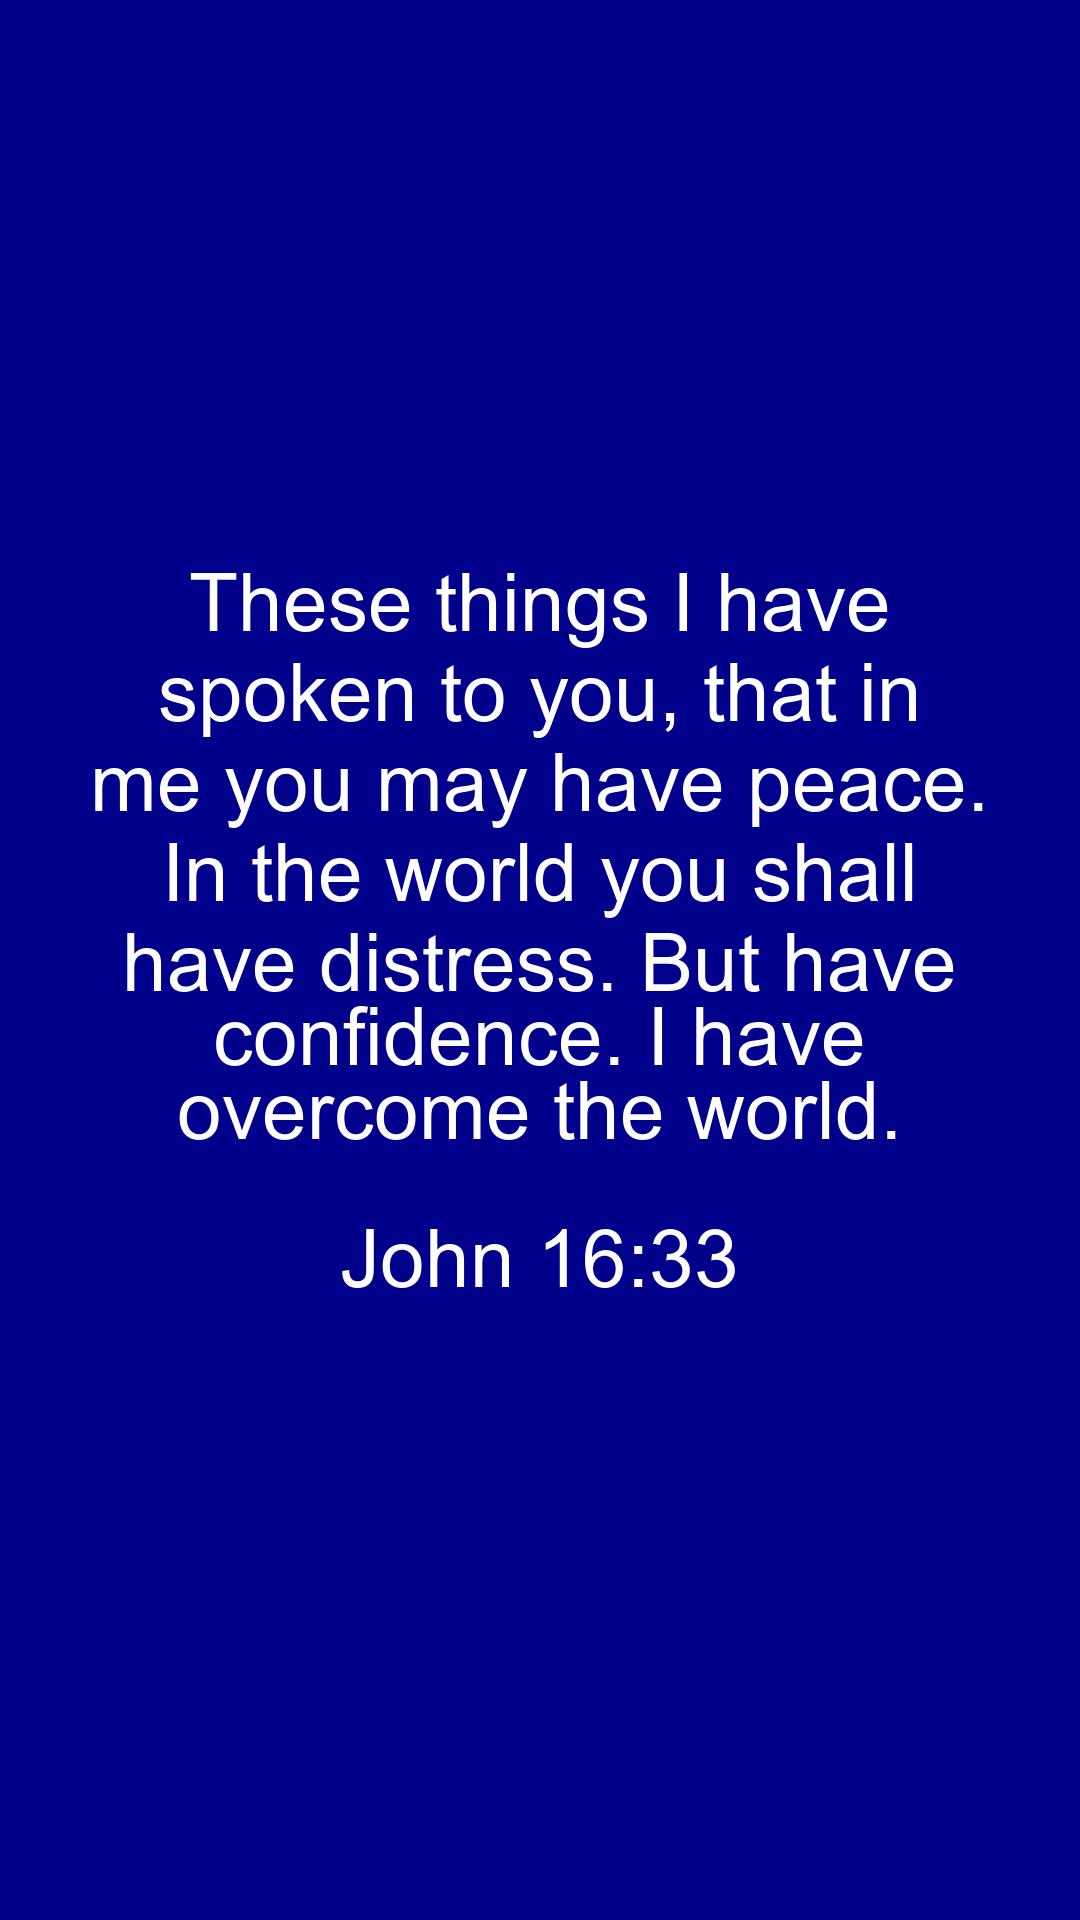 These things I have
spoken to you, that in
me you may have peace.
In the world you shall
have distress. But have
confidence. I have
overcome the world.
John 16:33